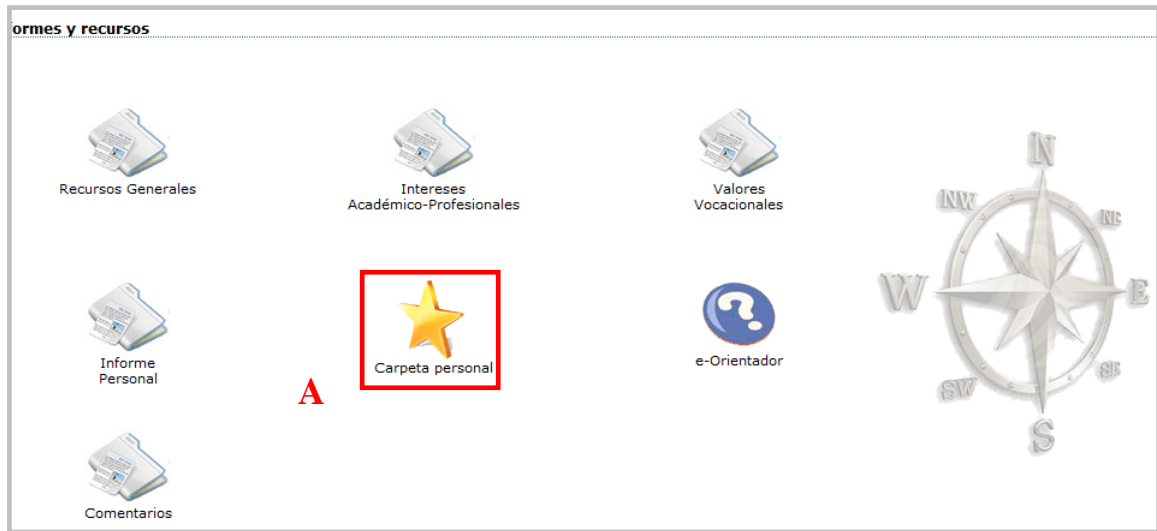 ormes y recursos
Recursos Generales
Intereses
Académico-Profesionales
Valores
Vocacionales
N
NW
NE
W
E
SW
SE
S
Informe
Personal
A
Carpeta personal
e-Orientador
Comentarios